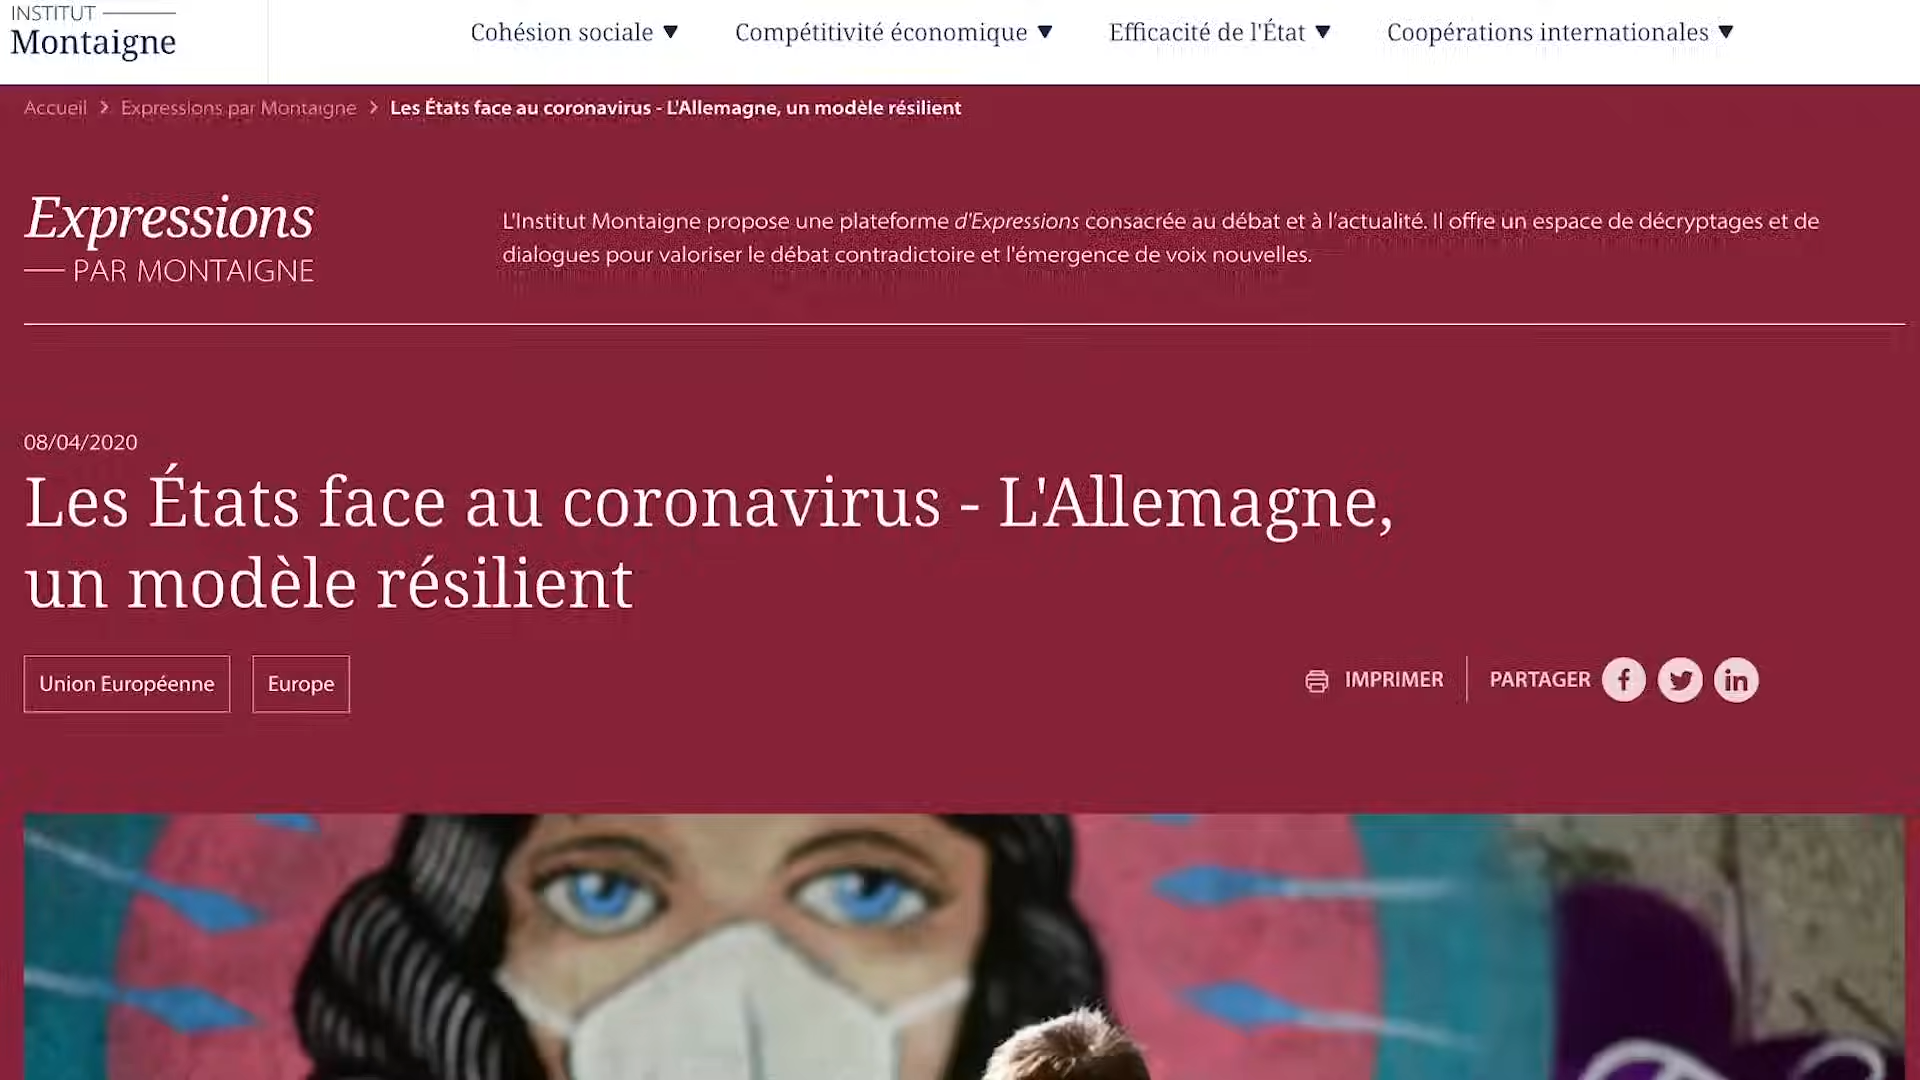 INSTITUT
Montaigne
Cohésion sociale ▼ Compétitivité économique ▼ Efficacité de l'État ▼ Coopérations internationales ▼
Accueil > Expressions par Montaigne > Les États face au coronavirus - L'Allemagne, un modèle résilient
Expressions
— PAR MONTAIGNE
L'Institut Montaigne propose une plateforme d'Expressions consacrée au débat et à l'actualité. Il offre un espace de décryptages et de
dialogues pour valoriser le débat contradictoire et l'émergence de voix nouvelles.
08/04/2020
Les États face au coronavirus - L'Allemagne,
un modèle résilient
Union Européenne Europe
IMPRIMER PARTAGER